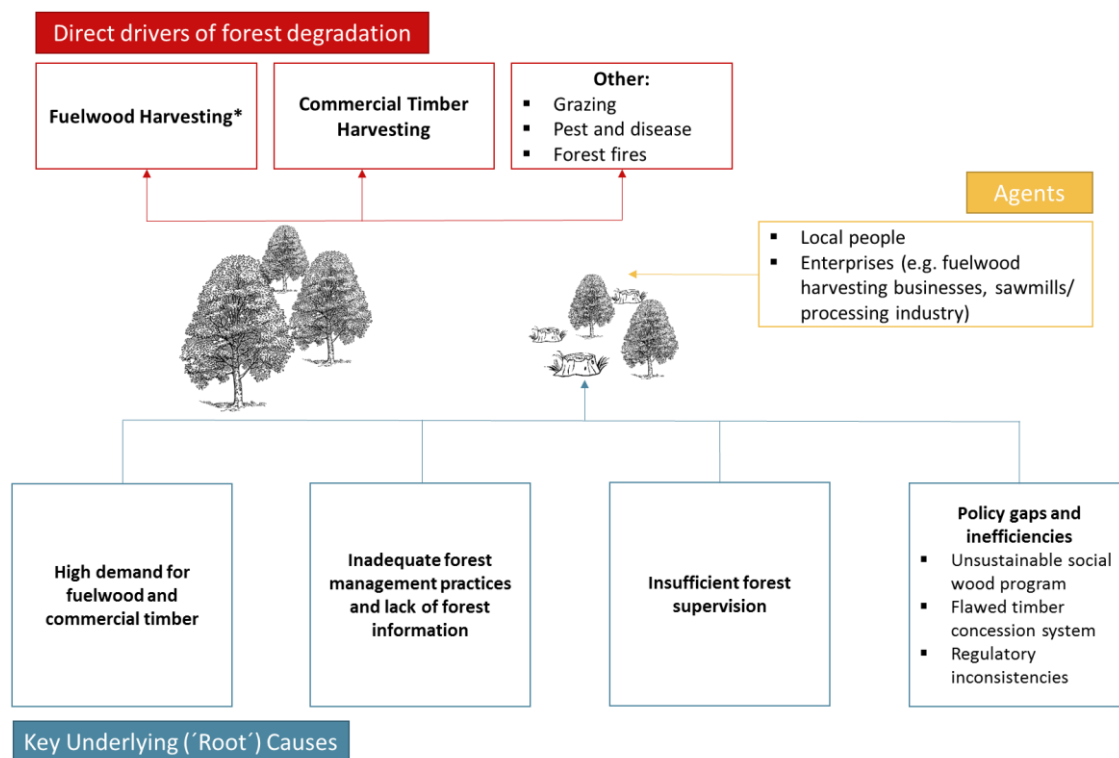 Direct drivers of forest degradation
Fuelwood Harvesting*
Commercial Timber
Harvesting
Other:
▪ Grazing
▪ Pest and disease
▪ Forest fires
Agents
▪ Local people
▪ Enterprises (e.g. fuelwood
harvesting businesses, sawmills/
processing industry)
High demand for
fuelwood and
commercial timber
Inadequate forest
management practices
and lack of forest
information
Insufficient forest
supervision
Policy gaps and
inefficiencies
▪ Unsustainable social
wood program
▪ Flawed timber
concession system
▪ Regulatory
inconsistencies
Key Underlying (´Root´) Causes